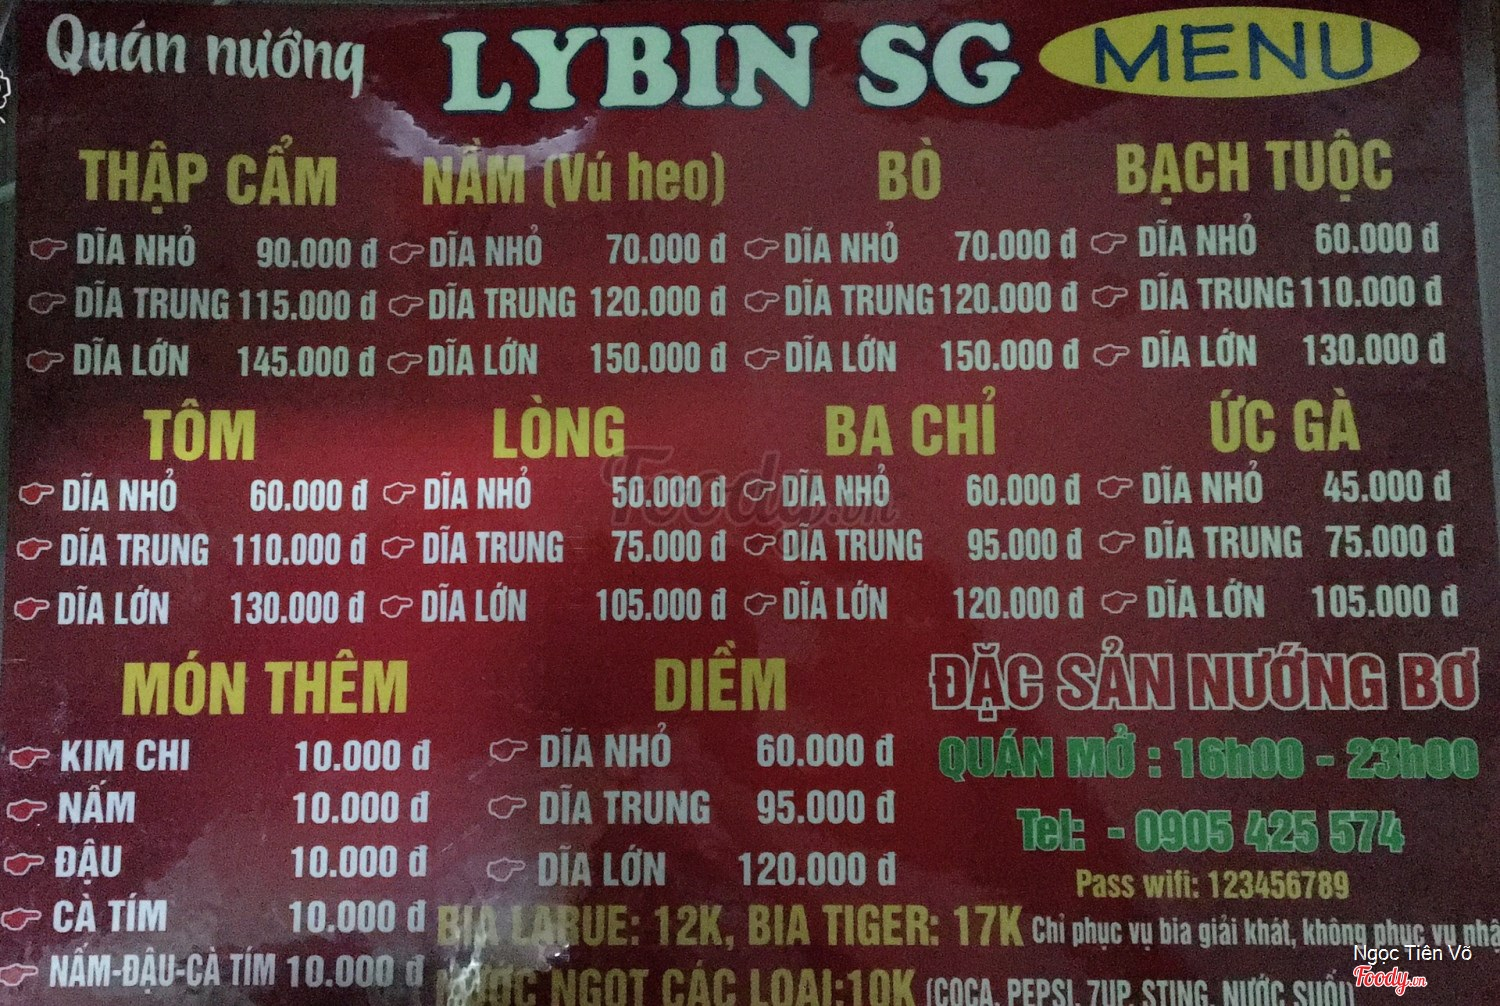 Quán nướng LYBIN SG MENU
THẬP CẨM
DĨA NHỎ 90.000 đ
DĨA TRUNG 115.000 đ
DĨA LỚN 145.000 đ
NẦM (Vú heo)
DĨA NHỎ 70.000 đ
DĨA TRUNG 120.000 đ
DĨA LỚN 150.000 đ
BÒ
DĨA NHỎ 70.000 đ
DĨA TRUNG 120.000 đ
DĨA LỚN 150.000 đ
BẠCH TUỘC
DĨA NHỎ 60.000 đ
DĨA TRUNG 110.000 đ
DĨA LỚN 130.000 đ
TÔM
DĨA NHỎ 60.000 đ
DĨA TRUNG 110.000 đ
DĨA LỚN 130.000 đ
LÒNG
DĨA NHỎ 50.000 đ
DĨA TRUNG 75.000 đ
DĨA LỚN 105.000 đ
BA CHỈ
DĨA NHỎ 60.000 đ
DĨA TRUNG 95.000 đ
DĨA LỚN 120.000 đ
ỨC GÀ
DĨA NHỎ 45.000 đ
DĨA TRUNG 75.000 đ
DĨA LỚN 105.000 đ
Foody.vn
MÓN THÊM
KIM CHI 10.000 đ
NẤM 10.000 đ
ĐẬU 10.000 đ
CÀ TÍM 10.000 đ
NẤM-ĐẬU-CÀ TÍM 10.000 đ
DIỀM
DĨA NHỎ 60.000 đ
DĨA TRUNG 95.000 đ
DĨA LỚN 120.000 đ
ĐẶC SẢN NƯỚNG BƠ
QUÁN MỞ : 16h00 - 23h00
Tel: - 0905 425 574
Pass wifi: 123456789
BIA LARUE: 12K, BIA TIGER: 17K Chỉ phục vụ bia giải khát, không phục vụ
NƯỚC NGỌT CÁC LOẠI:10K (COCA, PEPSI, 7UP, STING, NƯỚC SUỐI)
Ngọc Tiên Võ
Foody.vn